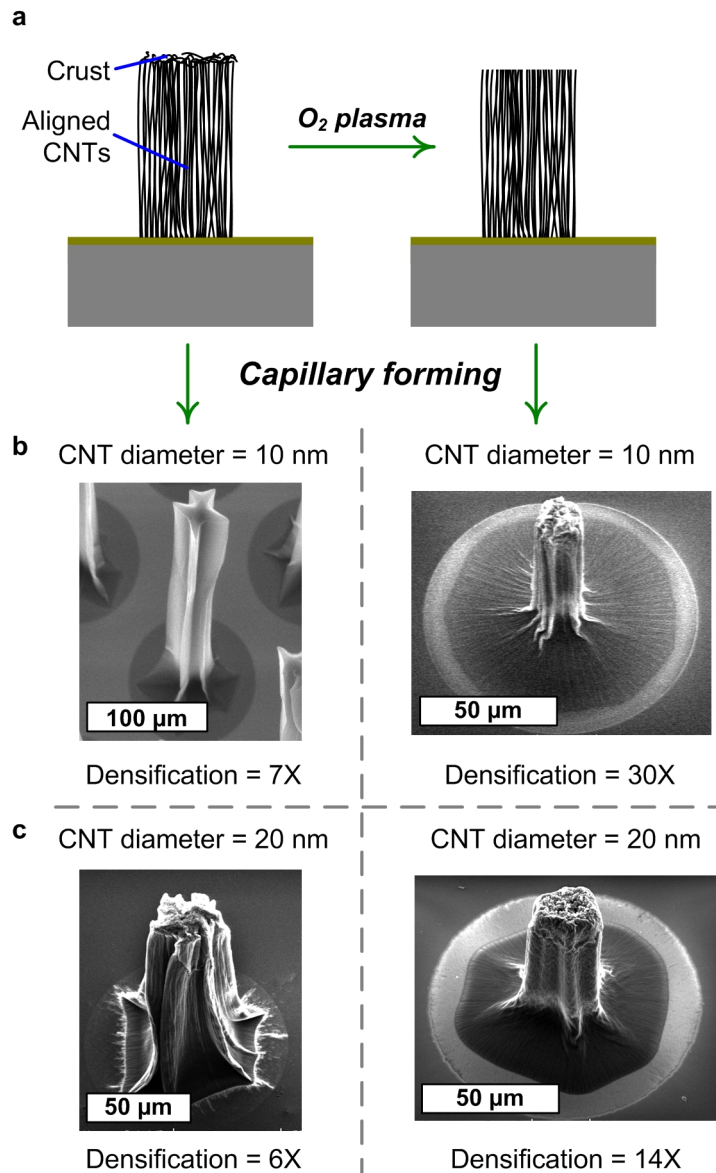 a
Crust
Aligned
CNTs
O₂ plasma
Capillary forming
b
CNT diameter = 10 nm
CNT diameter = 10 nm
100 µm
50 µm
Densification = 7X
Densification = 30X
c
CNT diameter = 20 nm
CNT diameter = 20 nm
50 µm
50 µm
Densification = 6X
Densification = 14X